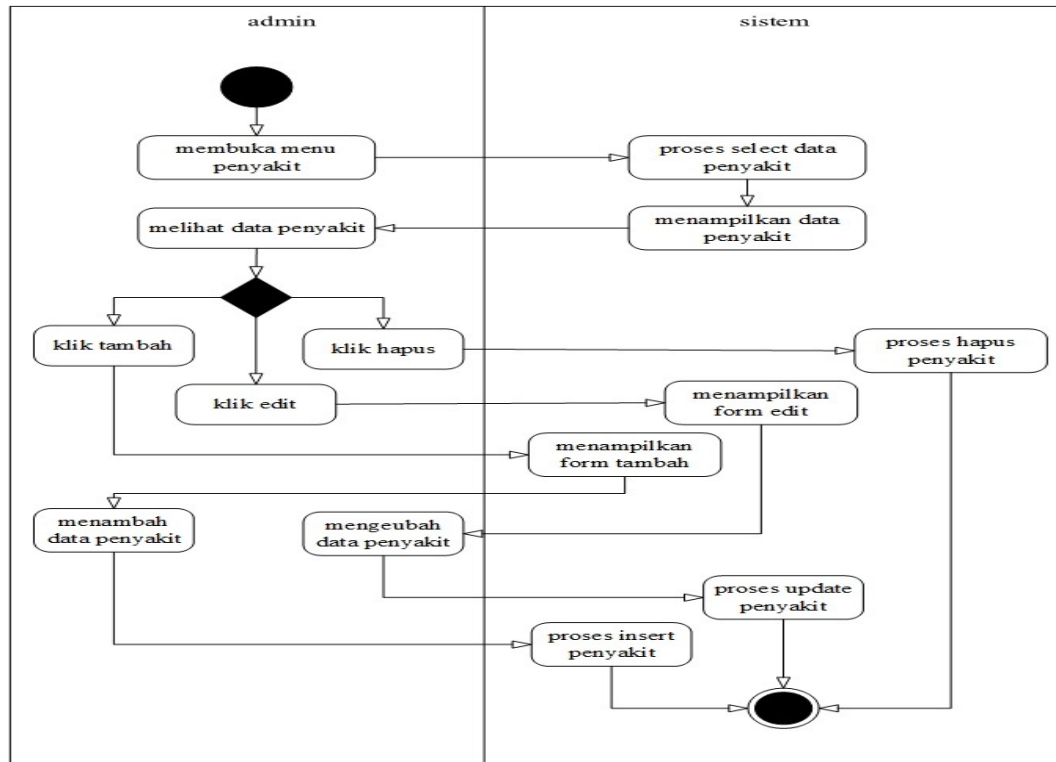 admin
sistem
membuka menu
penyakit
proses select data
penyakit
melihat data penyakit
menampilkan data
penyakit
klik tambah
klik hapus
proses hapus
penyakit
klik edit
menampilkan
form edit
menampilkan
form tambah
menambah
data penyakit
mengeubah
data penyakit
proses update
penyakit
proses insert
penyakit